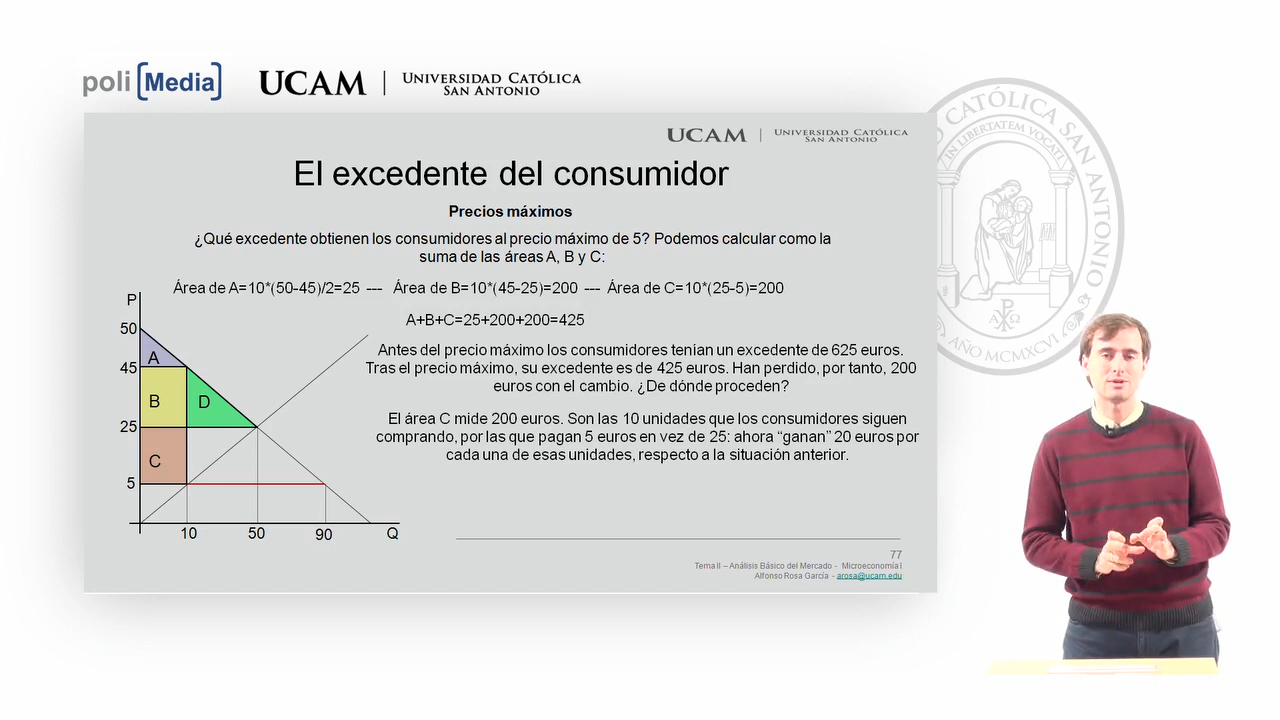 poli[Media]
UCAM | UNIVERSIDAD CATÓLICA
SAN ANTONIO
UCAM | UNIVERSIDAD CATÓLICA
SAN ANTONIO
El excedente del consumidor
Precios máximos
¿Qué excedente obtienen los consumidores al precio máximo de 5? Podemos calcular como la
suma de las áreas A, B y C:
Área de A=10*(50-45)/2=25 --- Área de B=10*(45-25)=200 --- Área de C=10*(25-5)=200
A+B+C=25+200+200=425
Antes del precio máximo los consumidores tenían un excedente de 625 euros.
Tras el precio máximo, su excedente es de 425 euros. Han perdido, por tanto, 200
euros con el cambio. ¿De dónde proceden?
El área C mide 200 euros. Son las 10 unidades que los consumidores siguen
comprando, por las que pagan 5 euros en vez de 25: ahora “ganan” 20 euros por
cada una de esas unidades, respecto a la situación anterior.
P
50
A
45
B
D
25
C
5
10
50
90
Q
77
Tema II – Análisis Básico del Mercado - Microeconomía I
Alfonso Rosa García - arosa@ucam.edu
CATÓLICA SAN ANTONIO
IN LIBERTATEM VOCATI
AÑO MCMXCVI